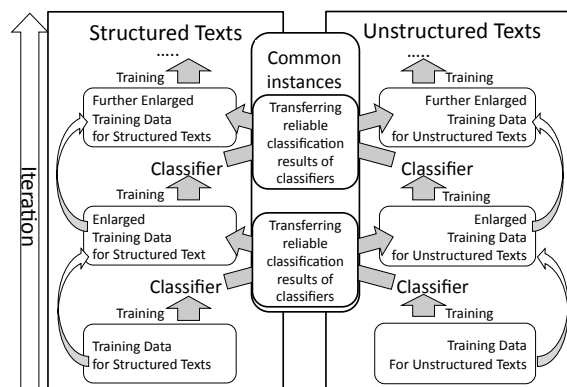 Structured Texts
Unstructured Texts
.....
.....
Training
Training
Common
instances
Further Enlarged
Training Data
for Structured Texts
Transferring
reliable
classification
results of
classifiers
Further Enlarged
Training Data
for Unstructured Texts
Classifier
Classifier
Training
Training
Iteration
Enlarged
Training Data
for Structured Text
Transferring
reliable
classification
results of
classifiers
Enlarged
Training Data
for Unstructured Texts
Classifier
Classifier
Training
Training
Training Data
for Structured Texts
Training Data
For Unstructured Texts